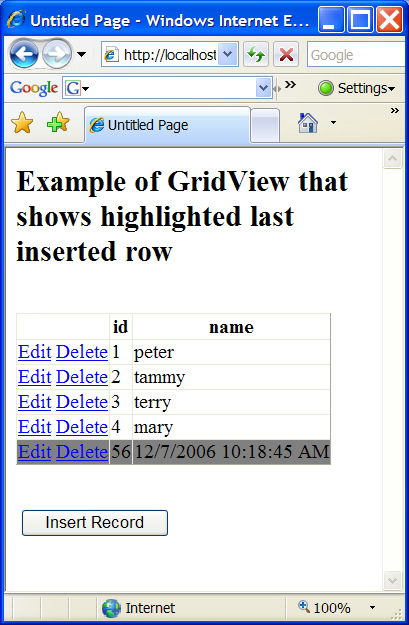 Untitled Page - Windows Internet E...
http://localhost
Google
Google G
Settings
»
Untitled Page
»
Example of GridView that
shows highlighted last
inserted row
id name
Edit Delete 1 peter
Edit Delete 2 tammy
Edit Delete 3 terry
Edit Delete 4 mary
Edit Delete 56 12/7/2006 10:18:45 AM
Insert Record
Internet 100%